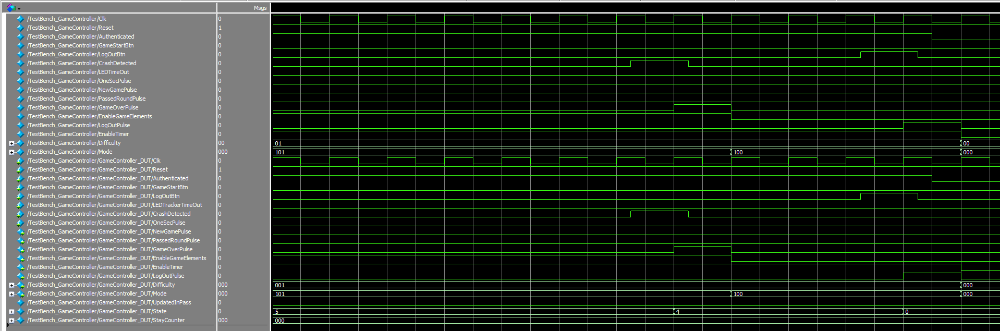 Msgs
/TestBench_GameController/Clk 0
/TestBench_GameController/Reset 1
/TestBench_GameController/Authenticated 0
/TestBench_GameController/GameStartBtn 0
/TestBench_GameController/LogOutBtn 0
/TestBench_GameController/CrashDetected 0
/TestBench_GameController/LEDTimeOut 0
/TestBench_GameController/OneSecPulse 0
/TestBench_GameController/NewGamePulse 0
/TestBench_GameController/PassedRoundPulse 0
/TestBench_GameController/GameOverPulse 0
/TestBench_GameController/EnableGameElements 0
/TestBench_GameController/LogOutPulse 0
/TestBench_GameController/EnableTimer 0
/TestBench_GameController/Difficulty 00 01 00
/TestBench_GameController/Mode 000 101 100 000
/TestBench_GameController/GameController_DUT/Clk 0
/TestBench_GameController/GameController_DUT/Reset 1
/TestBench_GameController/GameController_DUT/Authenticated 0
/TestBench_GameController/GameController_DUT/GameStartBtn 0
/TestBench_GameController/GameController_DUT/LogOutBtn 0
/TestBench_GameController/GameController_DUT/LEDTrackerTimeOut 0
/TestBench_GameController/GameController_DUT/CrashDetected 0
/TestBench_GameController/GameController_DUT/OneSecPulse 0
/TestBench_GameController/GameController_DUT/NewGamePulse 0
/TestBench_GameController/GameController_DUT/PassedRoundPulse 0
/TestBench_GameController/GameController_DUT/GameOverPulse 0
/TestBench_GameController/GameController_DUT/EnableGameElements 0
/TestBench_GameController/GameController_DUT/EnableTimer 0
/TestBench_GameController/GameController_DUT/LogOutPulse 0
/TestBench_GameController/GameController_DUT/Difficulty 000 001 000
/TestBench_GameController/GameController_DUT/Mode 000 101 100 000
/TestBench_GameController/GameController_DUT/UpdatedInPass 0
/TestBench_GameController/GameController_DUT/State 0 5 4 0
/TestBench_GameController/GameController_DUT/StayCounter 000 000